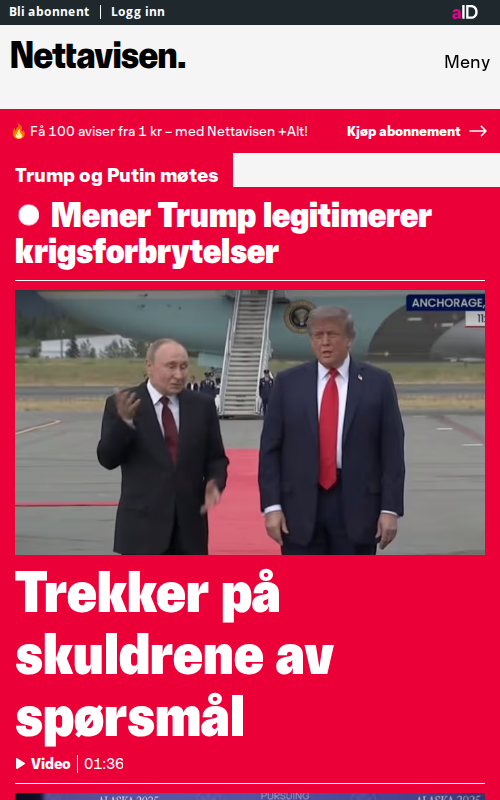 Bli abonnent | Logg inn
aID
Nettavisen.
Meny
🔥 Få 100 aviser fra 1 kr – med Nettavisen +Alt!
Kjøp abonnement →
Trump og Putin møtes
Mener Trump legitimerer
krigsforbrytelser
ANCHORAGE,
Trekker på
skuldrene av
spørsmål
Video | 01:36
ALASKA 2025
PURSUING
ALASKA 2025